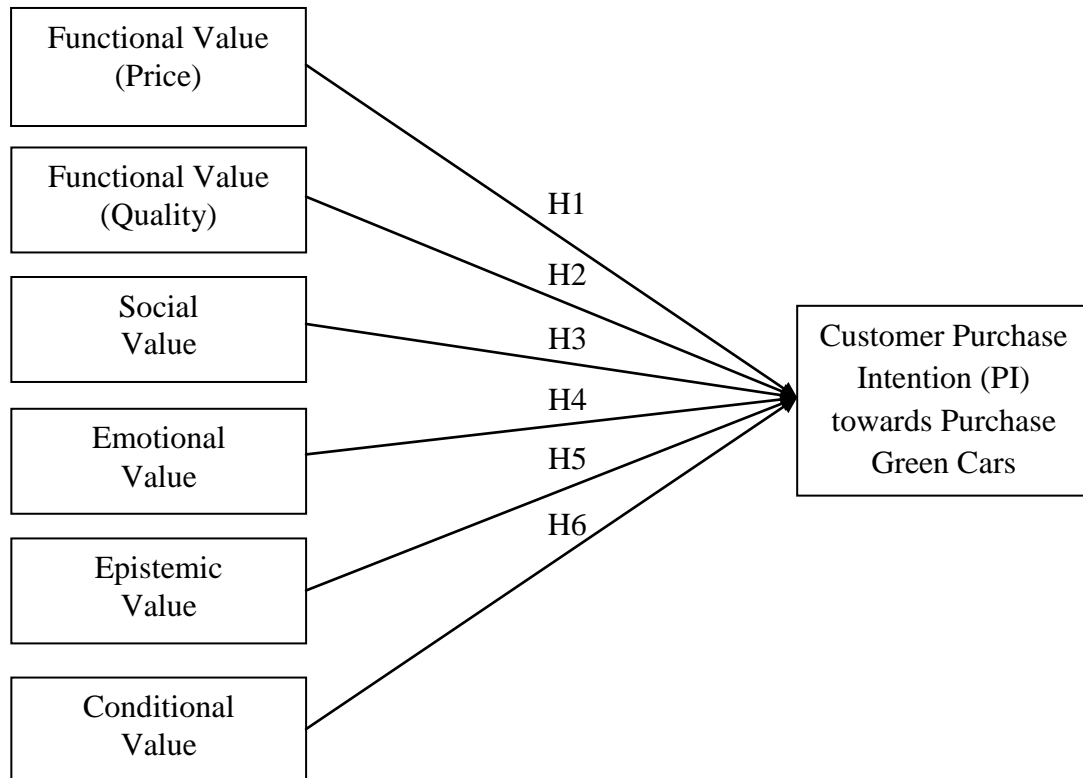 Functional Value
(Price)
Functional Value
(Quality)
Social
Value
Emotional
Value
Epistemic
Value
Conditional
Value
H1
H2
H3
H4
H5
H6
Customer Purchase
Intention (PI)
towards Purchase
Green Cars